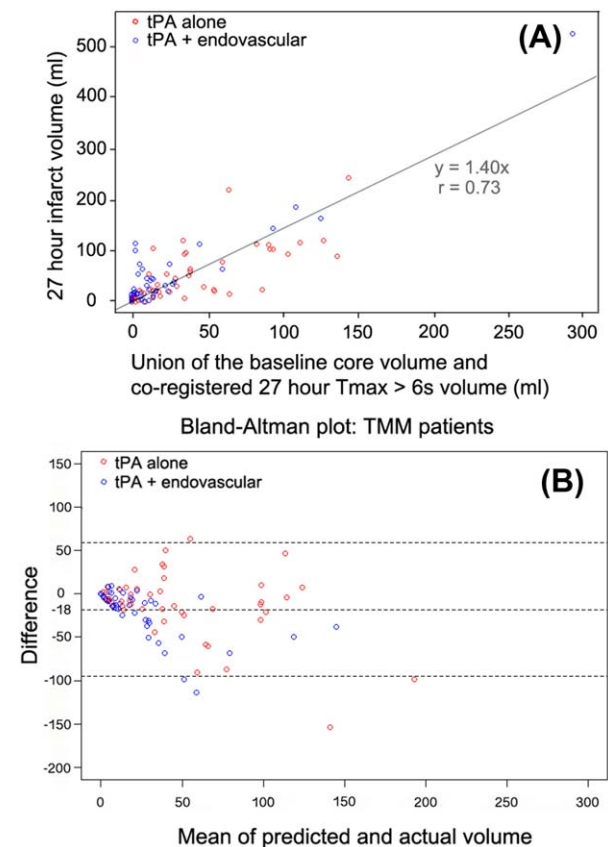 tPA alone
tPA + endovascular
(A)
500
400
300
200
100
0
27 hour infarct volume (ml)
y = 1.40x
r = 0.73
0 50 100 150 200 250 300
Union of the baseline core volume and
co-registered 27 hour Tmax > 6s volume (ml)
Bland-Altman plot: TMM patients
tPA alone
tPA + endovascular
(B)
150
100
50
0
-18
-50
-100
-150
-200
Difference
0 50 100 150 200 250 300
Mean of predicted and actual volume